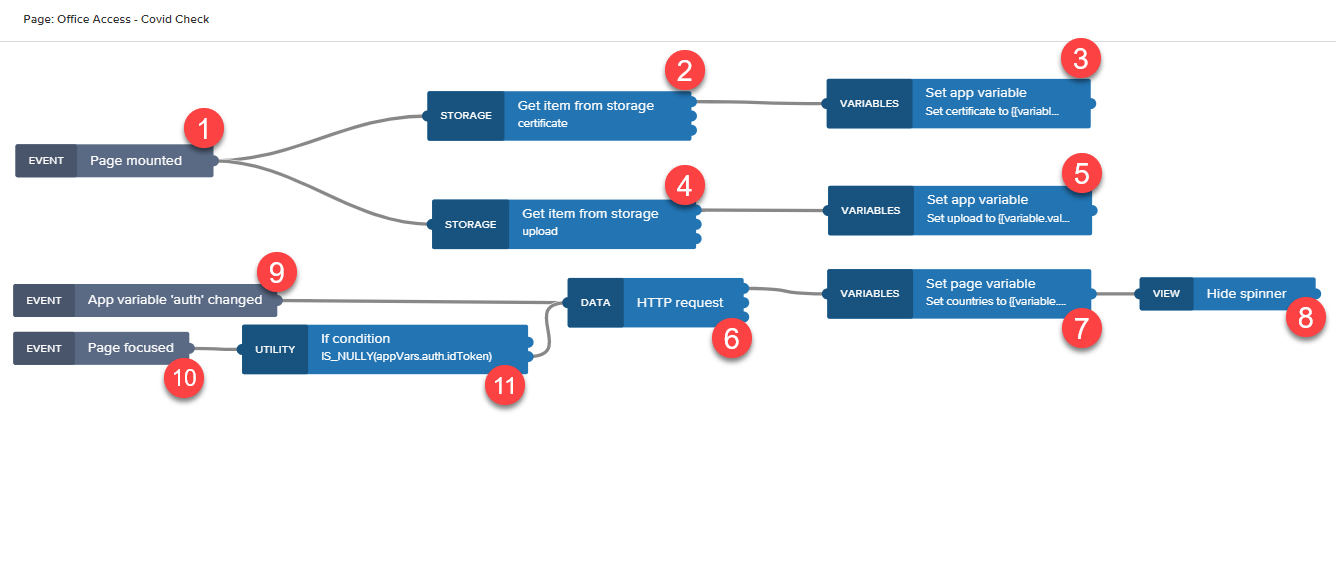 Page: Office Access - Covid Check
1
EVENT Page mounted
2
STORAGE Get item from storage
certificate
3
VARIABLES Set app variable
Set certificate to {{variabl...
4
STORAGE Get item from storage
upload
5
VARIABLES Set app variable
Set upload to {{variable.val...
9
EVENT App variable 'auth' changed
10
EVENT Page focused
11
UTILITY If condition
IS_NULLY(appVars.auth.idToken)
6
DATA HTTP request
7
VARIABLES Set page variable
Set countries to {{variable....
8
VIEW Hide spinner